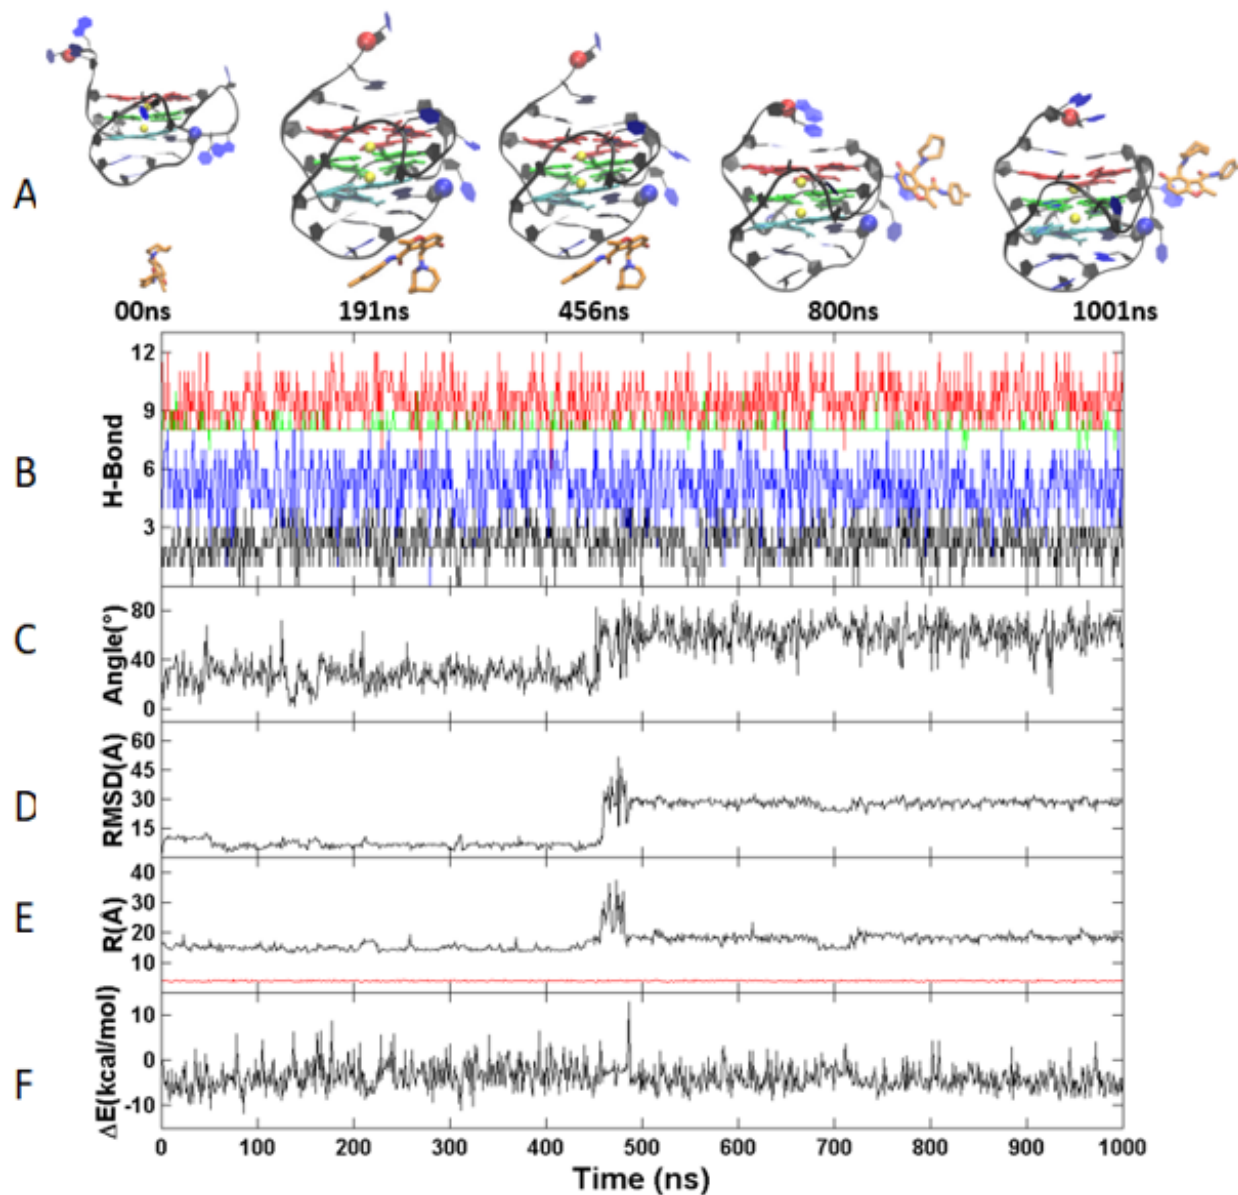 A
00ns 191ns 456ns 800ns 1001ns
B
H-Bond
12
9
6
3
C
Angle(°)
80
40
0
D
RMSD(A)
60
45
30
15
E
R(A)
40
30
20
10
F
ΔE(kcal/mol)
10
0
-10
0 100 200 300 400 500 600 700 800 900 1000
Time (ns)